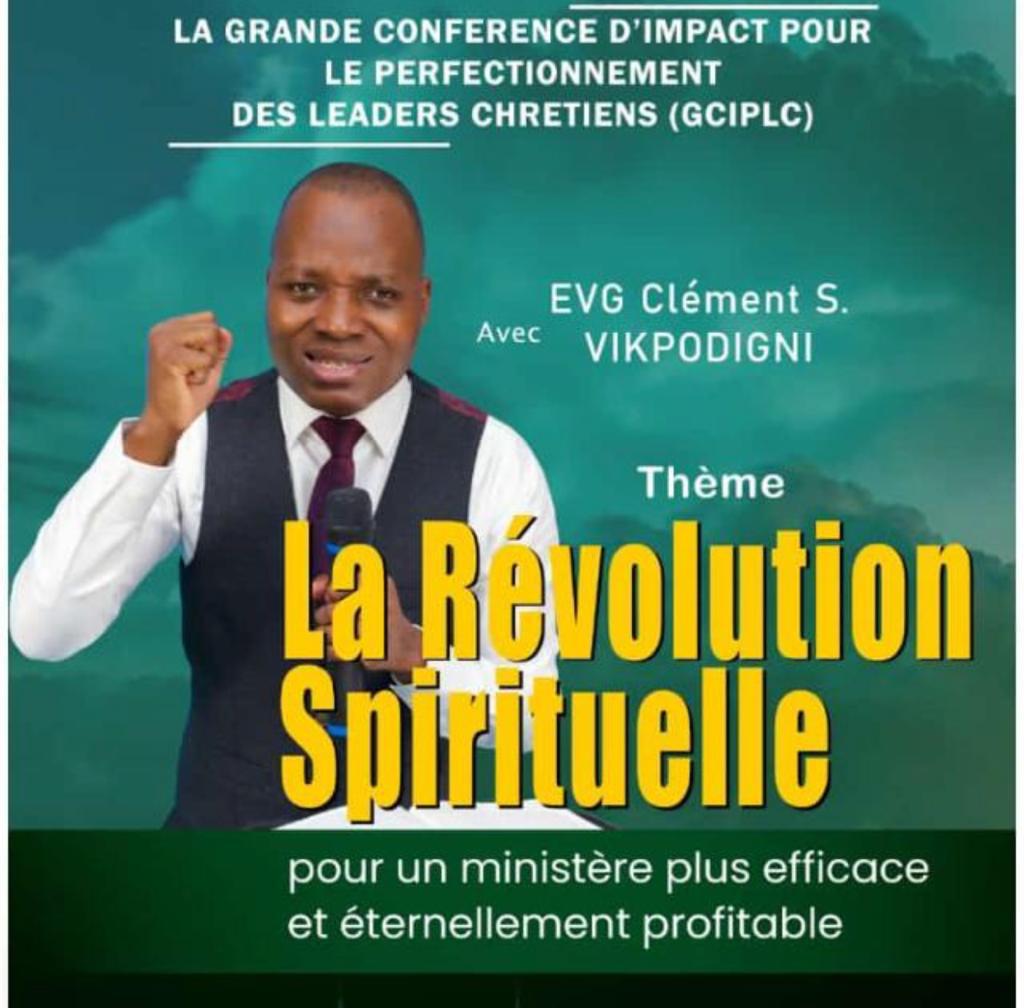 LA GRANDE CONFERENCE D'IMPACT POUR
LE PERFECTIONNEMENT
DES LEADERS CHRETIENS (GCIPLC)
Avec
EVG Clément S.
VIKPODIGNI
Thème
La Révolution
Spirituelle
pour un ministère plus efficace
et éternellement profitable